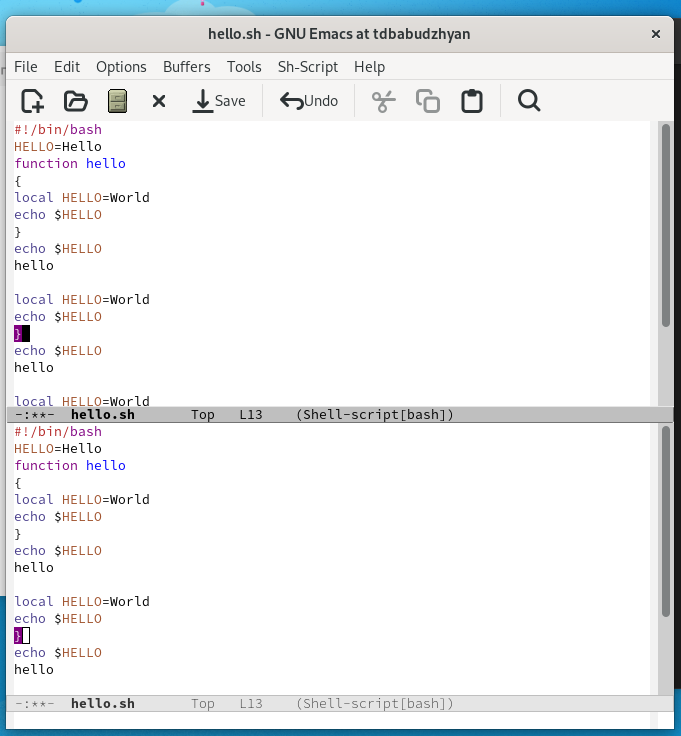 hello.sh - GNU Emacs at tdbabudzhyan
File Edit Options Buffers Tools Sh-Script Help
Save Undo
#!/bin/bash
HELLO=Hello
function hello
{
local HELLO=World
echo $HELLO
}
echo $HELLO
hello
local HELLO=World
echo $HELLO
}
echo $HELLO
hello
local HELLO=World
-:**- hello.sh Top L13 (Shell-script[bash])
#!/bin/bash
HELLO=Hello
function hello
{
local HELLO=World
echo $HELLO
}
echo $HELLO
hello
local HELLO=World
echo $HELLO
}
echo $HELLO
hello
-:**- hello.sh Top L13 (Shell-script[bash])